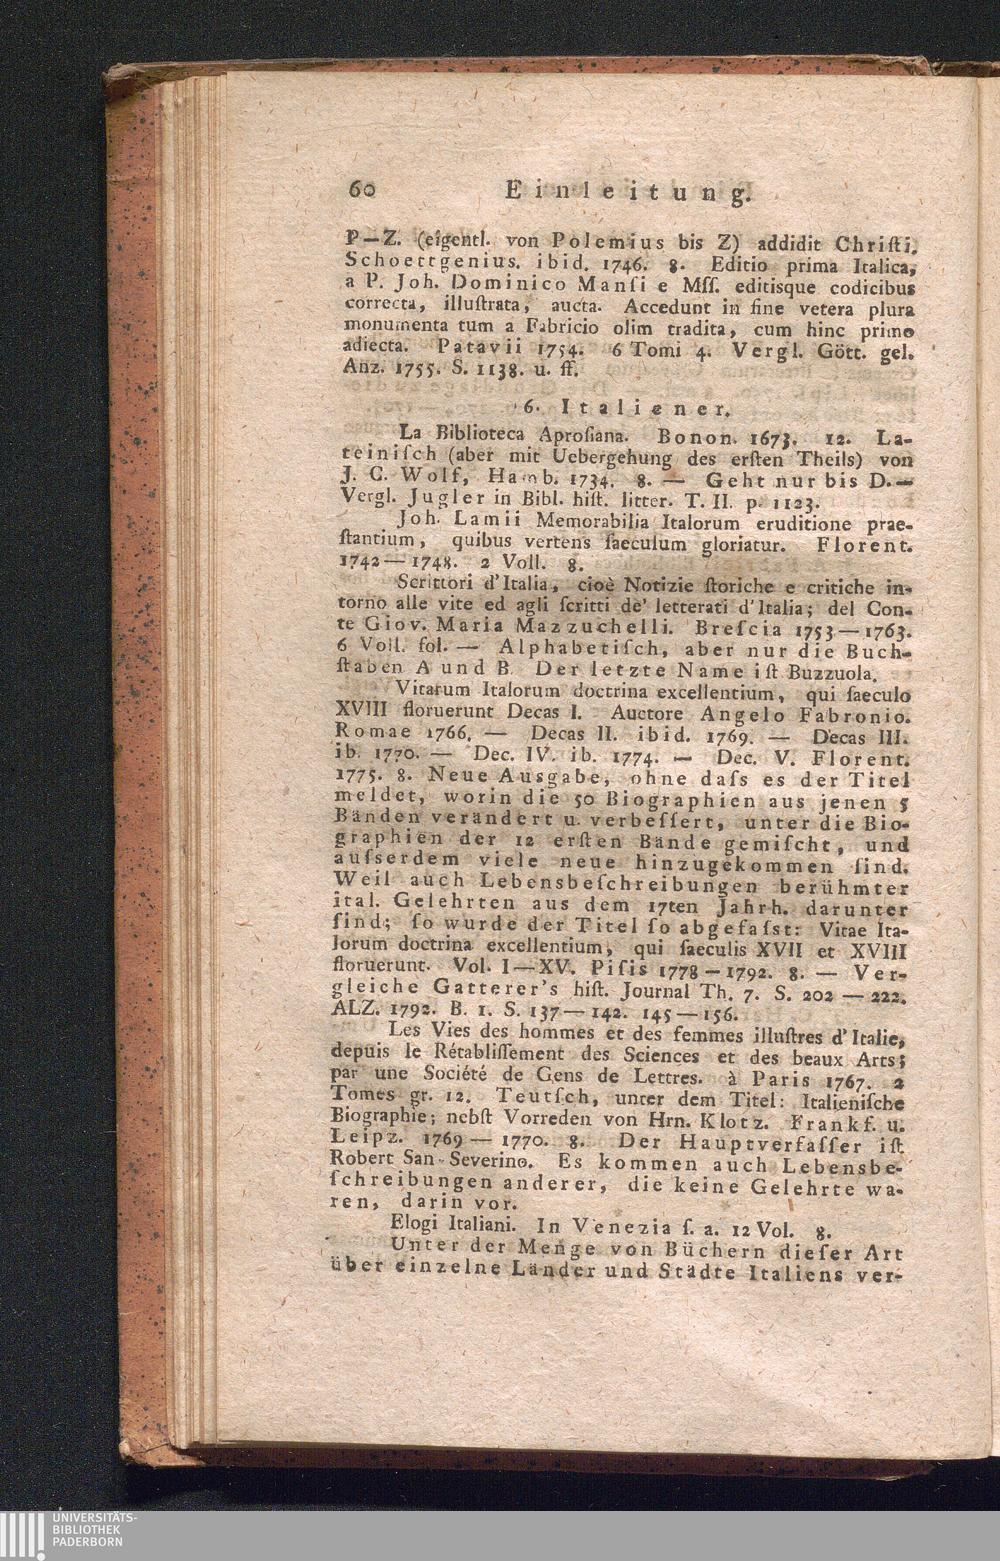 60 Einleitung.
P—Z. (eigentl. von Polemius bis Z) addidit Chriſti.
Schoettgenius. ibid. 1746. 8. Editio prima Italica,
a P. Joh. Dominico Manſi e Mſſ. editisque codicibus
correcta, illuſtrata, aucta. Accedunt in fine vetera plura
monumenta tum a Fabricio olim tradita, cum hinc primo
adiecta. Patavii 1754. 6 Tomi 4. Vergl. Gött. gel.
Anz. 1755. S. 1138. u. ff.
6. Italiener.
La Biblioteca Aproſiana. Bonon. 1673. 12. La-
teiniſch (aber mit Uebergehung des erſten Theils) von
J. C. Wolf, Hamb. 1734. 8. — Geht nur bis D. —
Vergl. Jugler in Bibl. hiſt. litter. T. II. p. 1123.
Joh. Lamii Memorabilia Italorum eruditione prae-
ſtantium, quibus vertens ſaeculum gloriatur. Florent.
1742—1748. 2 Voll. 8.
Scrittori d'Italia, cioè Notizie ſtoriche e critiche in-
torno alle vite ed agli ſcritti de' letterati d'Italia; del Con-
te Giov. Maria Mazzuchelli. Breſcia 1753—1763.
6 Voll. fol. — Alphabetiſch, aber nur die Buch-
ſtaben A und B. Der letzte Name iſt Buzzuola.
Vitarum Italorum doctrina excellentium, qui ſaeculo
XVIII floruerunt Decas I. Auctore Angelo Fabronio.
Romae 1766. — Decas II. ibid. 1769. — Decas III.
ib. 1770. — Dec. IV. ib. 1774. — Dec. V. Florent.
1775. 8. Neue Ausgabe, ohne daſs es der Titel
meldet, worin die 50 Biographien aus jenen 5
Bänden verändert u. verbeſſert, unter die Bio-
graphien der 12 erſten Bände gemiſcht, und
auſserdem viele neue hinzugekommen ſind.
Weil auch Lebensbeſchreibungen berühmter
ital. Gelehrten aus dem 17ten Jahrh. darunter
ſind; ſo wurde der Titel ſo abgefaſst: Vitae Ita-
lorum doctrina excellentium, qui ſaeculis XVII et XVIII
floruerunt. Vol. I—XV. Piſis 1778—1792. 8. — Ver-
gleiche Gatterer's hiſt. Journal Th. 7. S. 202—222.
ALZ. 1792. B. 1. S. 137—142. 145—156.
Les Vies des hommes et des femmes illuſtres d'Italie,
depuis le Rétabliſſement des Sciences et des beaux Arts;
par une Société de Gens de Lettres. à Paris 1767. 2
Tomes gr. 12. Teutſch, unter dem Titel: Italieniſche
Biographie; nebſt Vorreden von Hrn. Klotz. Frankf. u.
Leipz. 1769—1770. 8. Der Hauptverfaſſer iſt
Robert San-Severino. Es kommen auch Lebensbe-
ſchreibungen anderer, die keine Gelehrte wa-
ren, darin vor.
Elogi Italiani. In Venezia ſ. a. 12 Vol. 8.
Unter der Menge von Büchern dieſer Art
über einzelne Länder und Städte Italiens ver-
UNIVERSITÄTS-
BIBLIOTHEK
PADERBORN